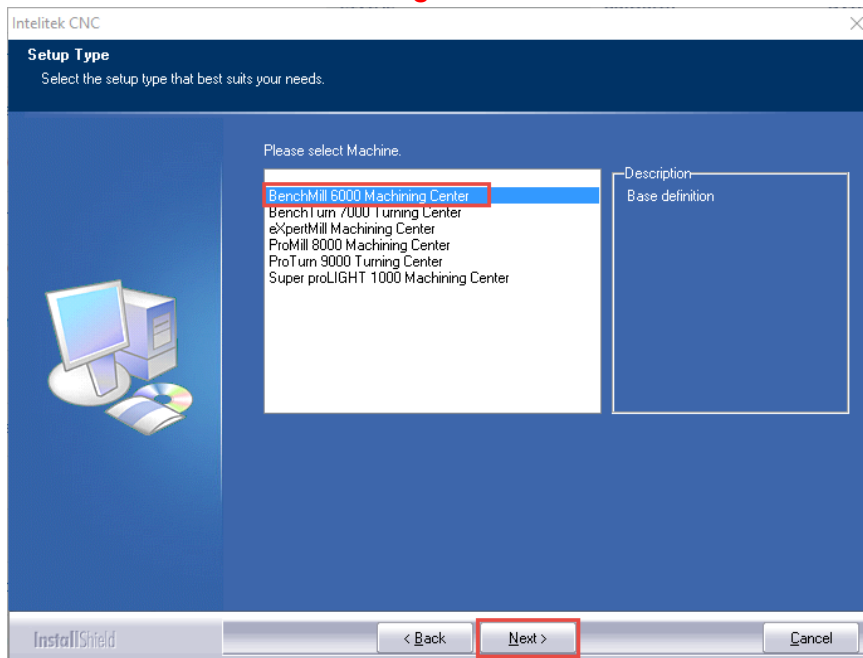 Intelitek CNC
Setup Type
Select the setup type that best suits your needs.
Please select Machine.
BenchMill 6000 Machining Center
BenchTurn 7000 Turning Center
eXpertMill Machining Center
ProMill 8000 Machining Center
ProTurn 9000 Turning Center
Super proLIGHT 1000 Machining Center
Description
Base definition
InstallShield
< Back
Next >
Cancel